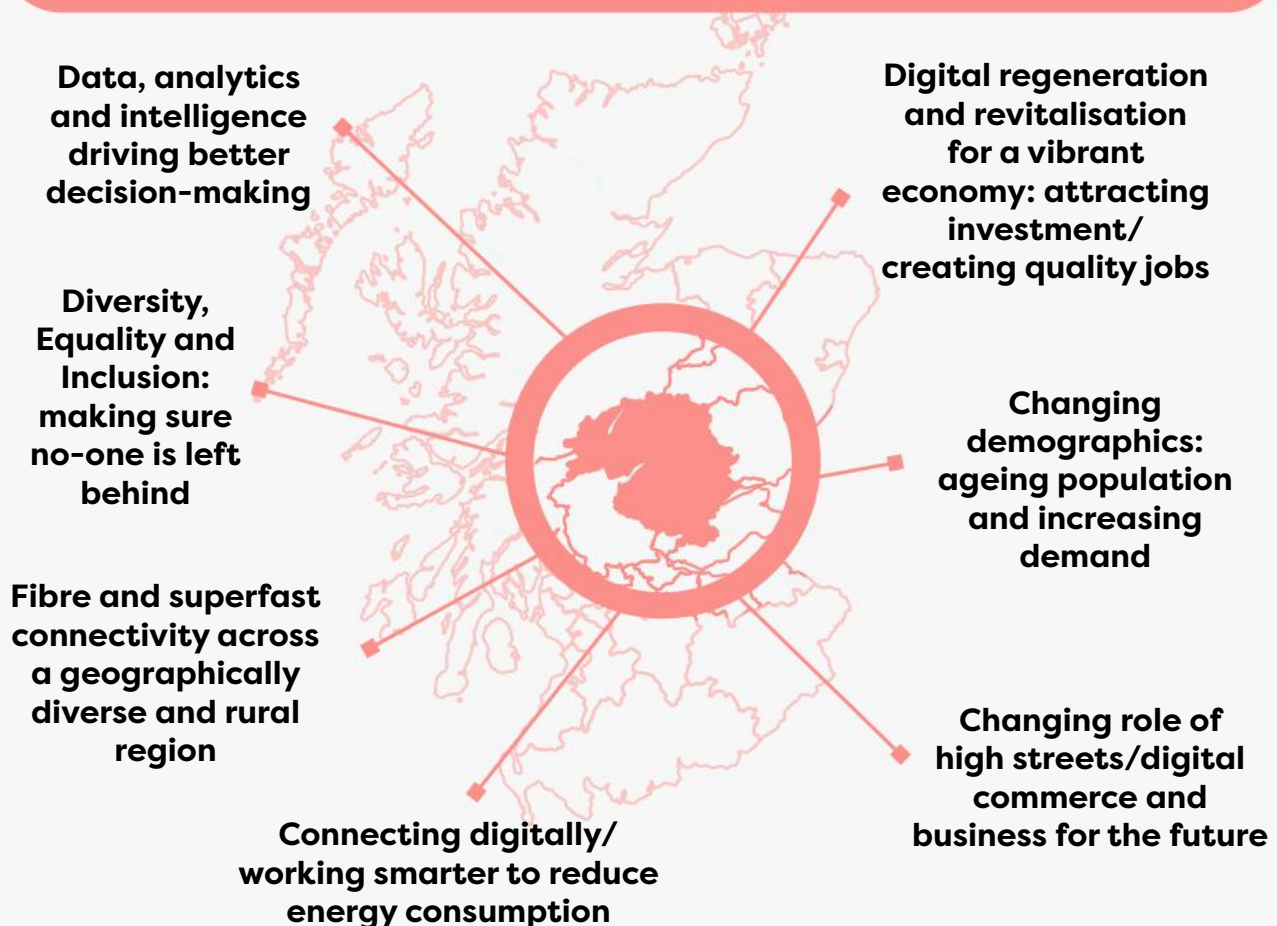 Data, analytics
and intelligence
driving better
decision-making
Digital regeneration
and revitalisation
for a vibrant
economy: attracting
investment/
creating quality jobs
Diversity,
Equality and
Inclusion:
making sure
no-one is left
behind
Changing
demographics:
ageing population
and increasing
demand
Fibre and superfast
connectivity across
a geographically
diverse and rural
region
Changing role of
high streets/digital
commerce and
business for the future
Connecting digitally/
working smarter to reduce
energy consumption